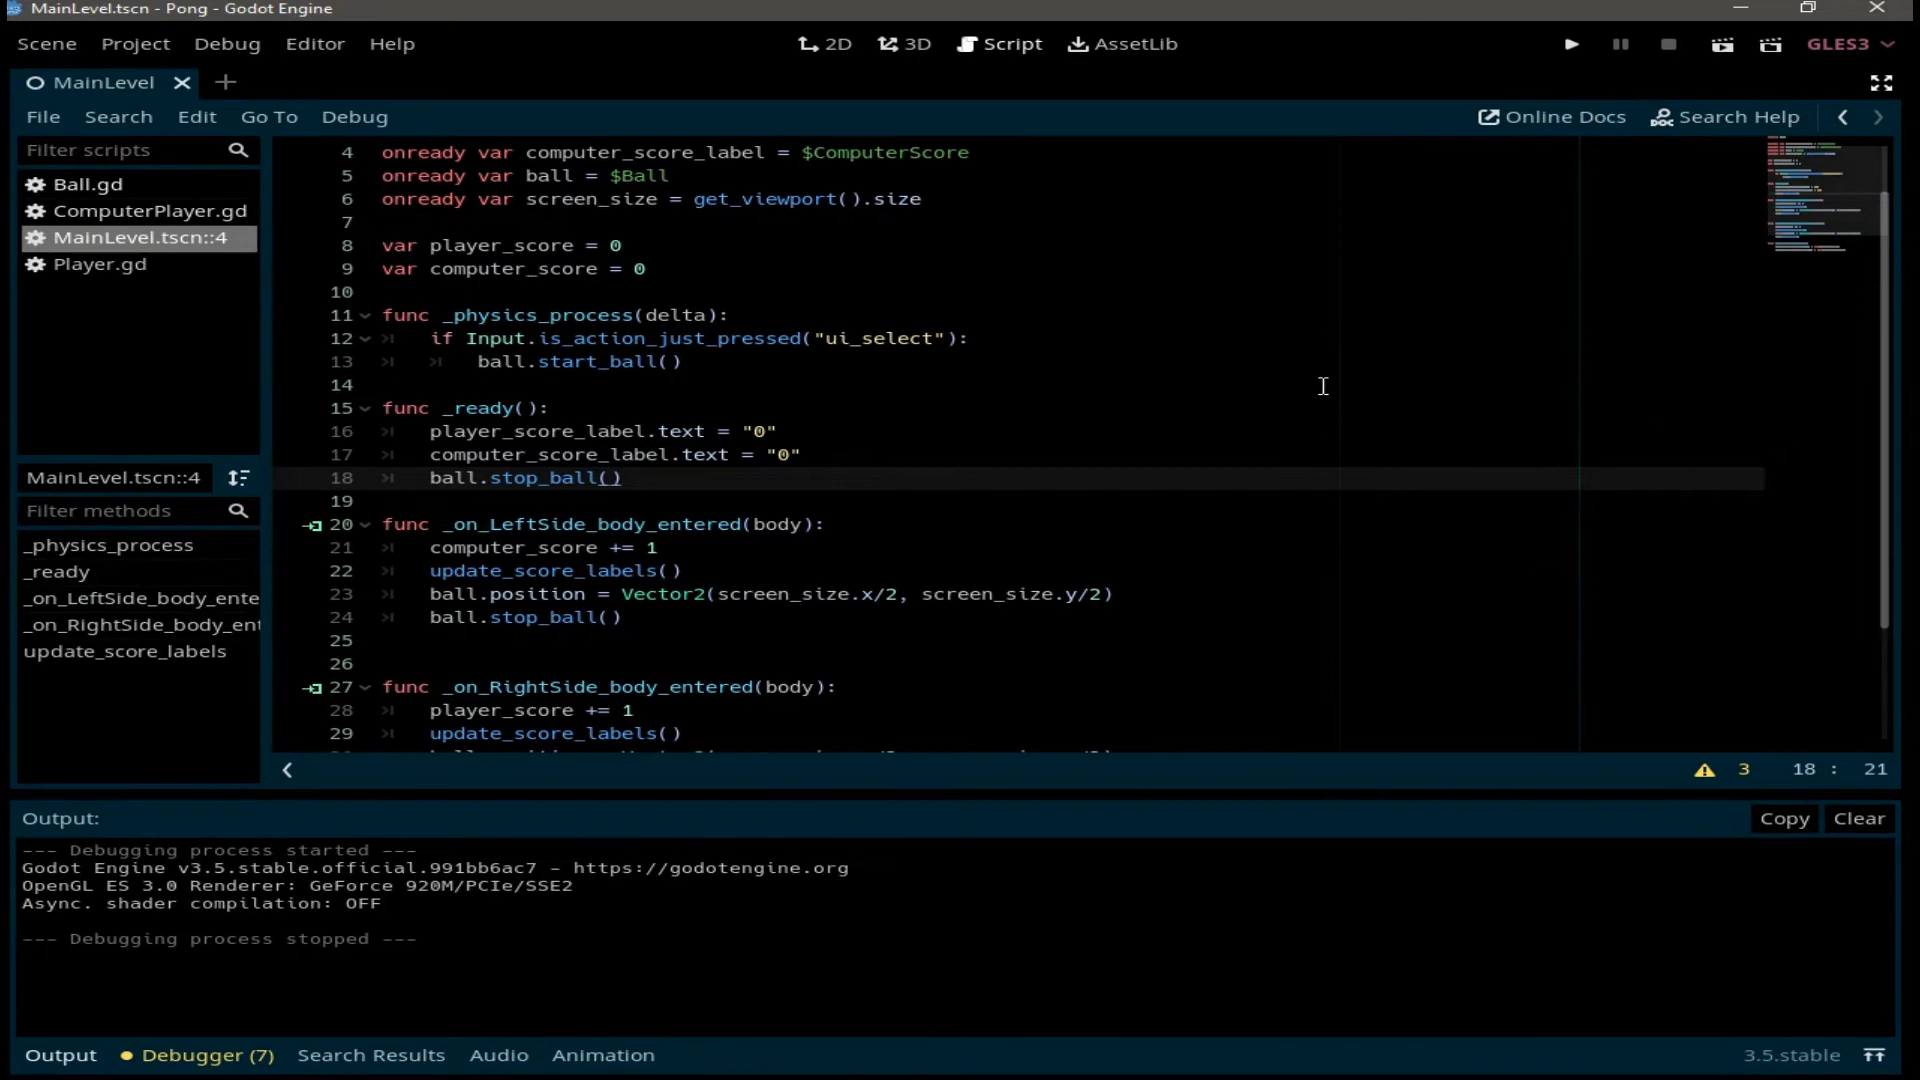 MainLevel.tscn - Pong - Godot Engine
Scene Project Debug Editor Help 2D 3D Script AssetLib GLES3
MainLevel
File Search Edit Go To Debug Online Docs Search Help
Filter scripts
Ball.gd
ComputerPlayer.gd
MainLevel.tscn::4
Player.gd
MainLevel.tscn::4
Filter methods
_physics_process
_ready
_on_LeftSide_body_ente
_on_RightSide_body_ent
update_score_labels
4 onready var computer_score_label = $ComputerScore
5 onready var ball = $Ball
6 onready var screen_size = get_viewport().size
7
8 var player_score = 0
9 var computer_score = 0
10
11 func _physics_process(delta):
12 if Input.is_action_just_pressed("ui_select"):
13 ball.start_ball()
14
15 func _ready():
16 player_score_label.text = "0"
17 computer_score_label.text = "0"
18 ball.stop_ball()
19
20 func _on_LeftSide_body_entered(body):
21 computer_score += 1
22 update_score_labels()
23 ball.position = Vector2(screen_size.x/2, screen_size.y/2)
24 ball.stop_ball()
25
26
27 func _on_RightSide_body_entered(body):
28 player_score += 1
29 update_score_labels()
3 18 : 21
Output: Copy Clear
--- Debugging process started ---
Godot Engine v3.5.stable.official.991bb6ac7 - https://godotengine.org
OpenGL ES 3.0 Renderer: GeForce 920M/PCIe/SSE2
Async. shader compilation: OFF
--- Debugging process stopped ---
Output Debugger (7) Search Results Audio Animation 3.5.stable